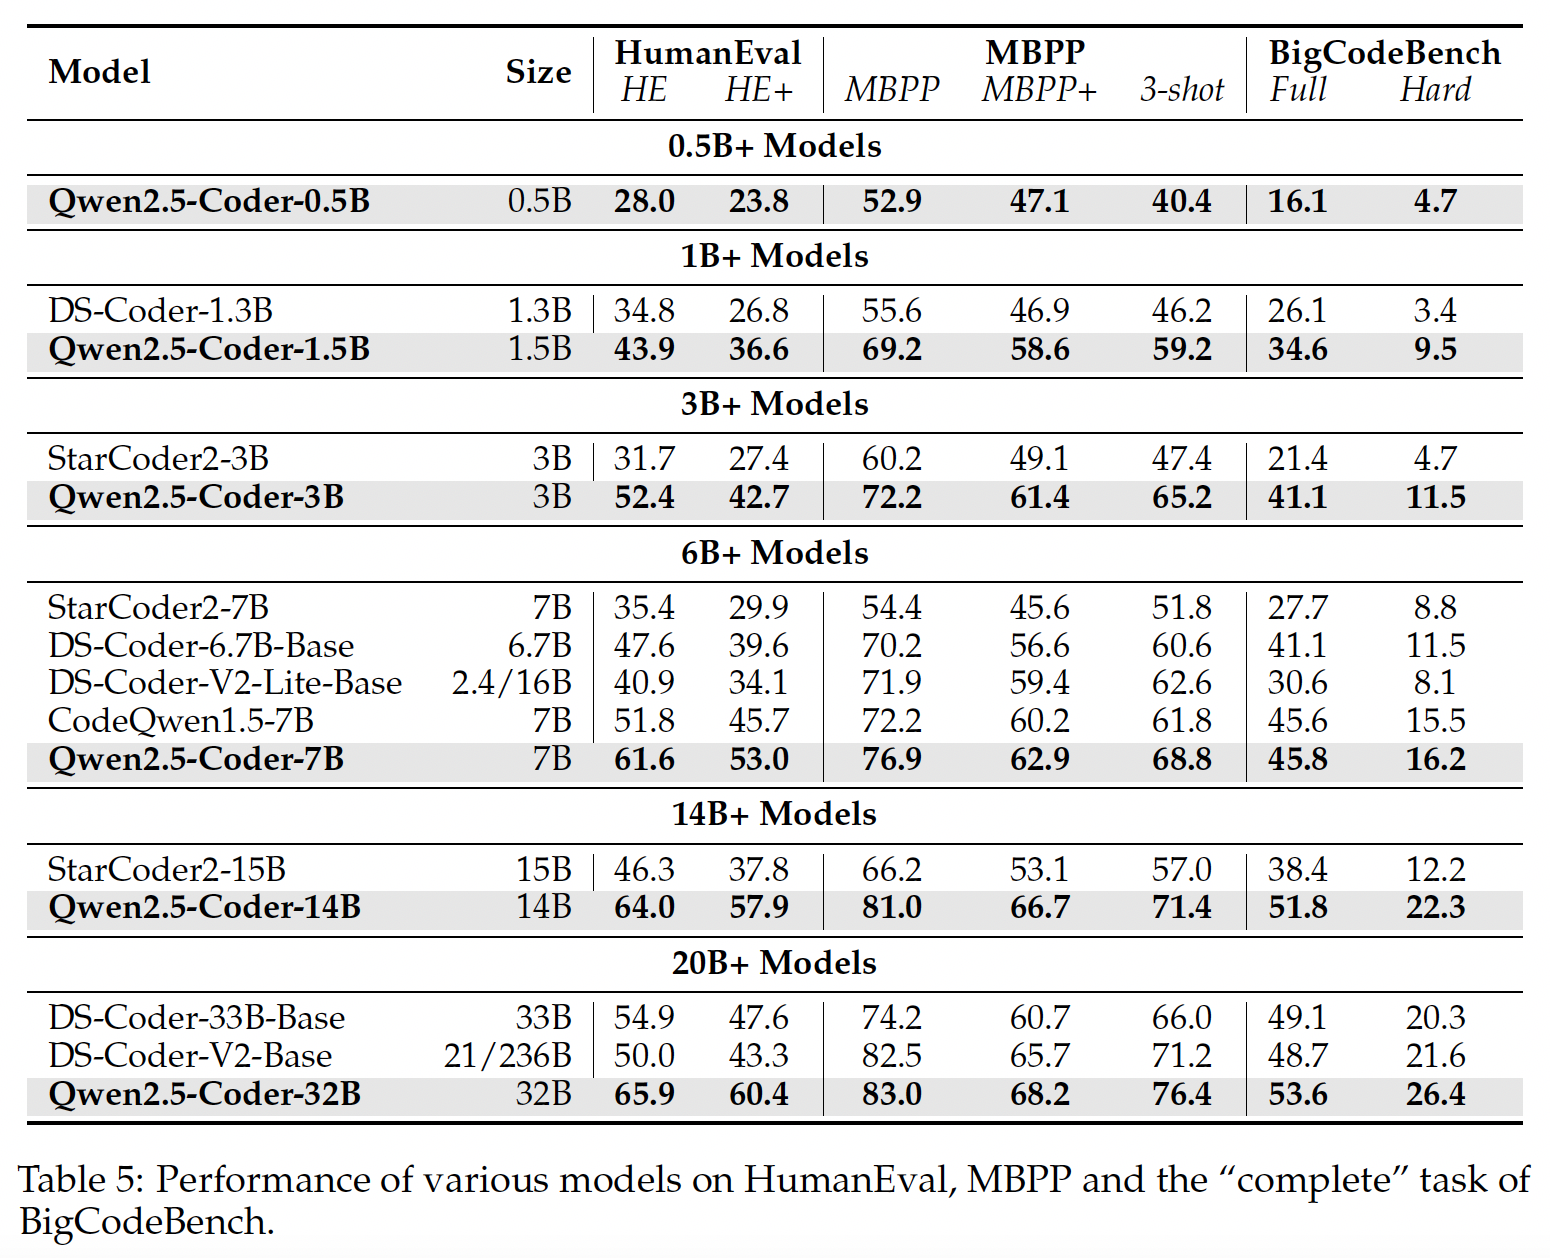 Model Size HumanEval MBPP BigCodeBench
HE HE+ MBPP MBPP+ 3-shot Full Hard
0.5B+ Models
Qwen2.5-Coder-0.5B 0.5B 28.0 23.8 52.9 47.1 40.4 16.1 4.7
1B+ Models
DS-Coder-1.3B 1.3B 34.8 26.8 55.6 46.9 46.2 26.1 3.4
Qwen2.5-Coder-1.5B 1.5B 43.9 36.6 69.2 58.6 59.2 34.6 9.5
3B+ Models
StarCoder2-3B 3B 31.7 27.4 60.2 49.1 47.4 21.4 4.7
Qwen2.5-Coder-3B 3B 52.4 42.7 72.2 61.4 65.2 41.1 11.5
6B+ Models
StarCoder2-7B 7B 35.4 29.9 54.4 45.6 51.8 27.7 8.8
DS-Coder-6.7B-Base 6.7B 47.6 39.6 70.2 56.6 60.6 41.1 11.5
DS-Coder-V2-Lite-Base 2.4/16B 40.9 34.1 71.9 59.4 62.6 30.6 8.1
CodeQwen1.5-7B 7B 51.8 45.7 72.2 60.2 61.8 45.6 15.5
Qwen2.5-Coder-7B 7B 61.6 53.0 76.9 62.9 68.8 45.8 16.2
14B+ Models
StarCoder2-15B 15B 46.3 37.8 66.2 53.1 57.0 38.4 12.2
Qwen2.5-Coder-14B 14B 64.0 57.9 81.0 66.7 71.4 51.8 22.3
20B+ Models
DS-Coder-33B-Base 33B 54.9 47.6 74.2 60.7 66.0 49.1 20.3
DS-Coder-V2-Base 21/236B 50.0 43.3 82.5 65.7 71.2 48.7 21.6
Qwen2.5-Coder-32B 32B 65.9 60.4 83.0 68.2 76.4 53.6 26.4
Table 5: Performance of various models on HumanEval, MBPP and the “complete” task of
BigCodeBench.